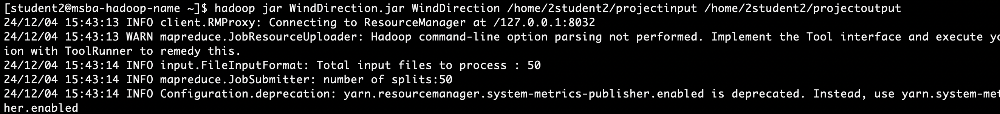 [student2@msba-hadoop-name ~]$ hadoop jar WindDirection.jar WindDirection /home/2student2/projectinput /home/2student2/projectoutput
24/12/04 15:43:13 INFO client.RMProxy: Connecting to ResourceManager at /127.0.0.1:8032
24/12/04 15:43:13 WARN mapreduce.JobResourceUploader: Hadoop command-line option parsing not performed. Implement the Tool interface and execute yo
ion with ToolRunner to remedy this.
24/12/04 15:43:14 INFO input.FileInputFormat: Total input files to process : 50
24/12/04 15:43:14 INFO mapreduce.JobSubmitter: number of splits:50
24/12/04 15:43:14 INFO Configuration.deprecation: yarn.resourcemanager.system-metrics-publisher.enabled is deprecated. Instead, use yarn.system-met
her.enabled